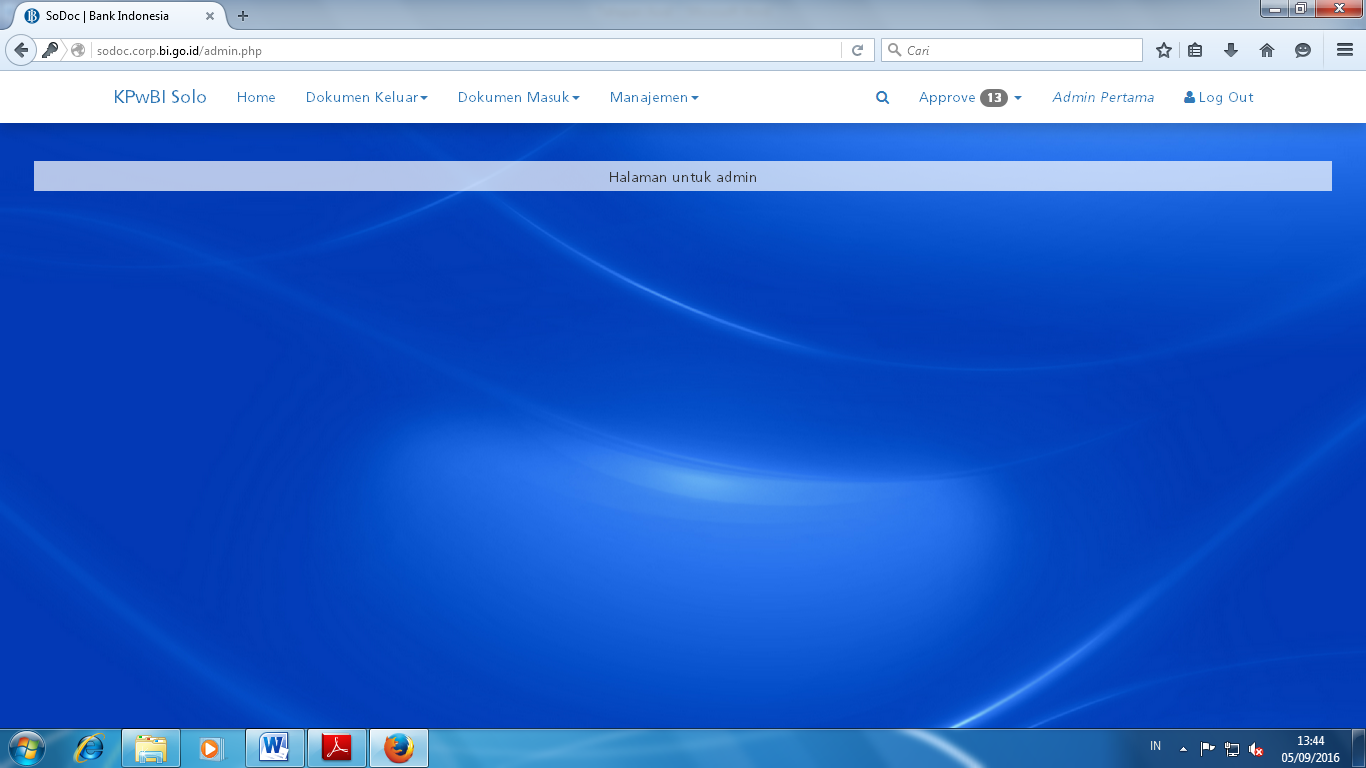 SoDoc | Bank Indonesia
sodoc.corp.bi.go.id/admin.php
Cari
KPwBI Solo Home Dokumen Keluar Dokumen Masuk Manajemen Approve 13 Admin Pertama Log Out
Halaman untuk admin
IN
13:44
05/09/2016